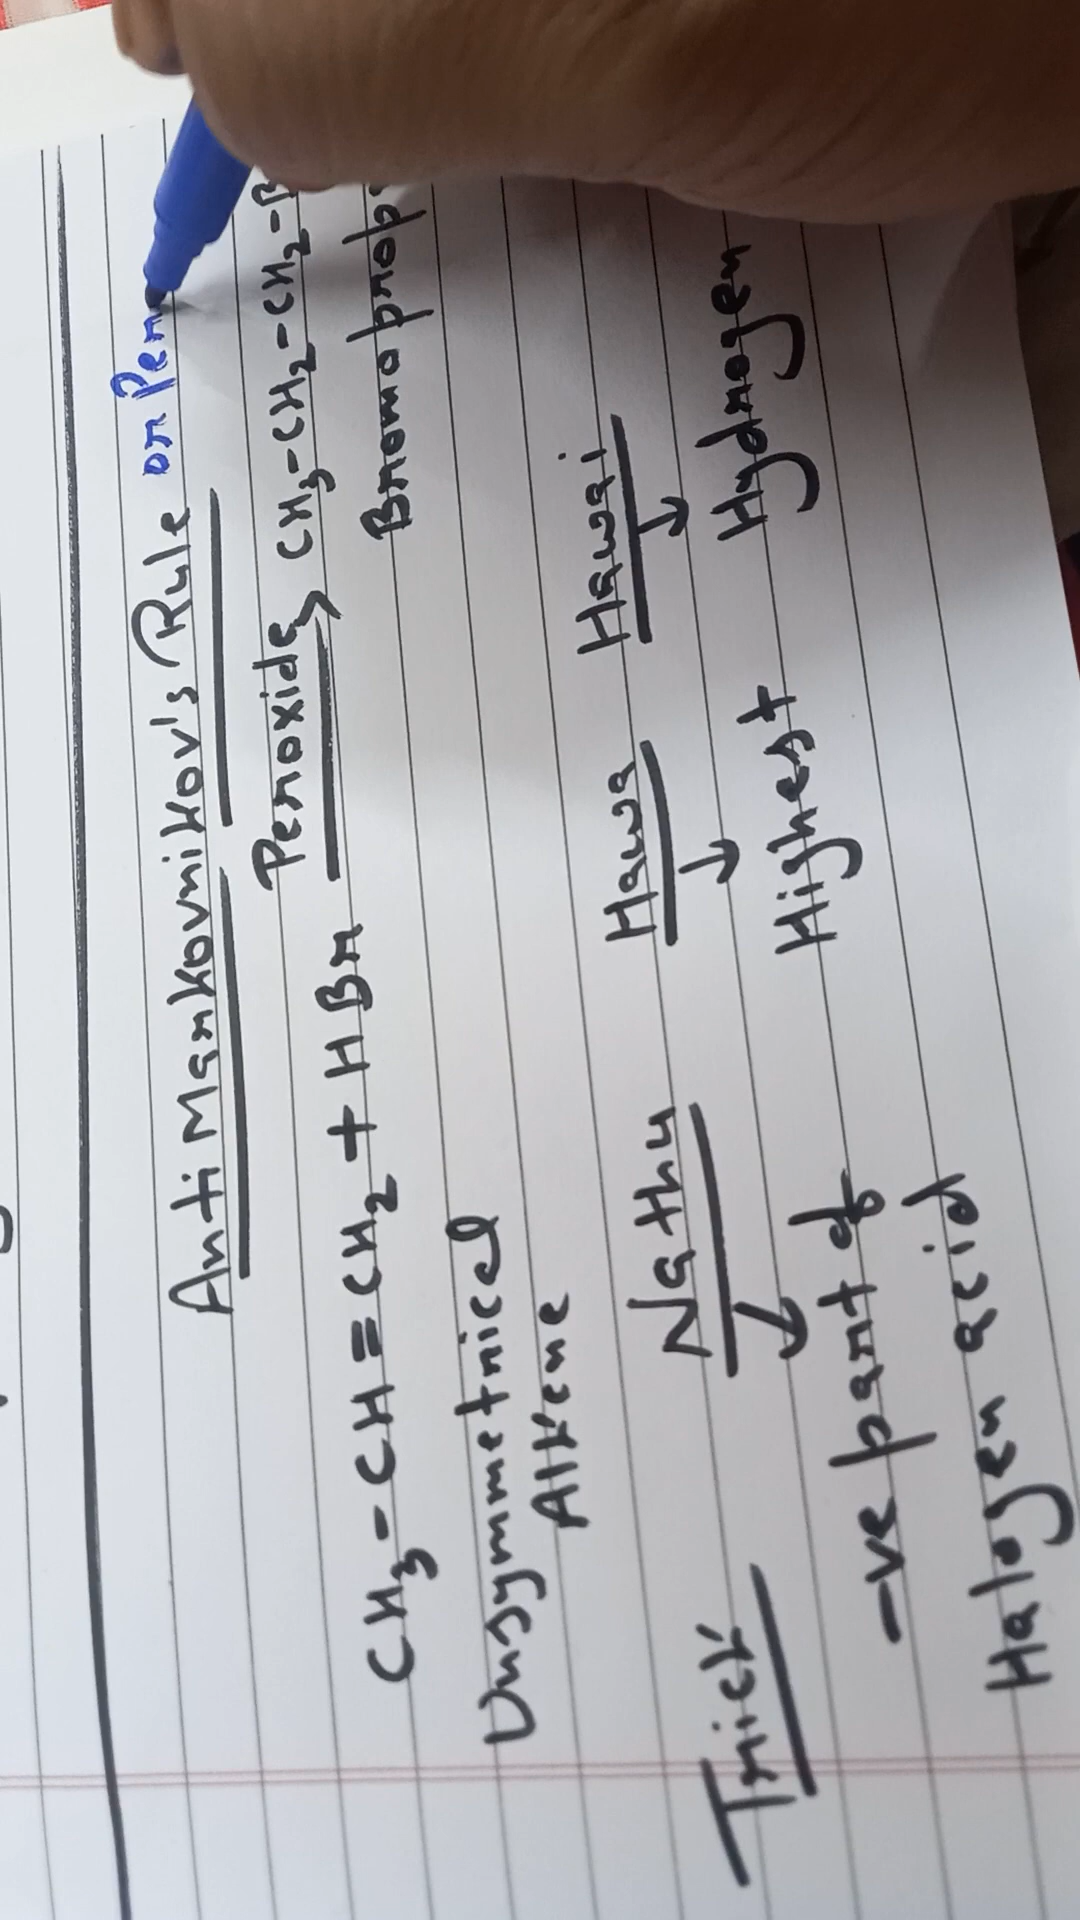 Anti Markovnikov's Rule or Per
Peroxide
CH3-CH=CH2 + HBr → CH3-CH2-CH2-B
Unsymmetrical
Bromoprop
Alkene
Trick Nathu Hawa Hawai
-ve part of Highest Hydrogen
Halogen acid